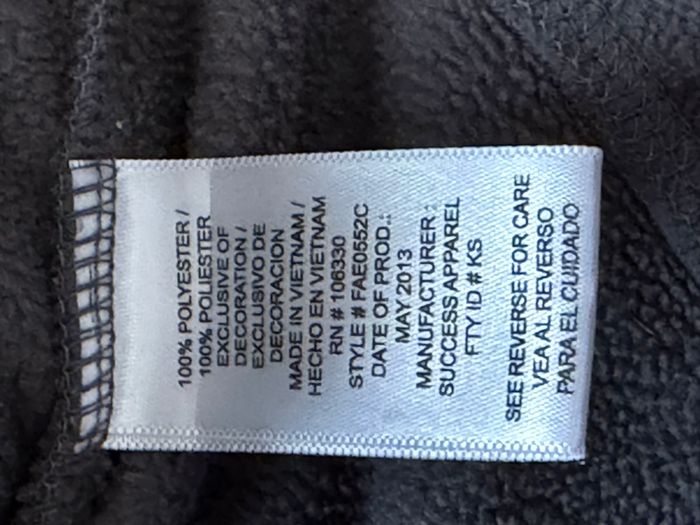 100% POLYESTER /
100% POLIESTER
EXCLUSIVE OF
DECORATION /
EXCLUSIVO DE
DECORACION
MADE IN VIETNAM /
HECHO EN VIETNAM
RN # 106330
STYLE # FAE0552C
DATE OF PROD.:
MAY 2013
MANUFACTURER :
SUCCESS APPAREL
FTY ID # KS
SEE REVERSE FOR CARE
VEA AL REVERSO
PARA EL CUIDADO